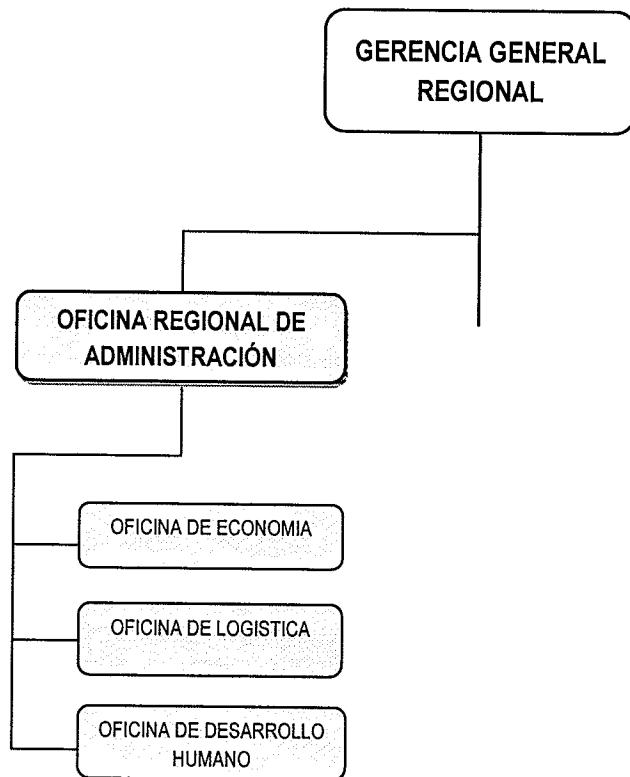 GERENCIA GENERAL
REGIONAL
OFICINA REGIONAL DE
ADMINISTRACIÓN
OFICINA DE ECONOMIA
OFICINA DE LOGISTICA
OFICINA DE DESARROLLO
HUMANO